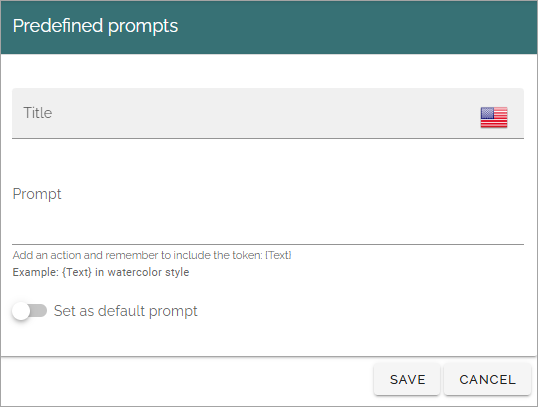 Predefined prompts
Title
Prompt
Add an action and remember to include the token: {Text}
Example: {Text} in watercolor style
Set as default prompt
SAVE CANCEL